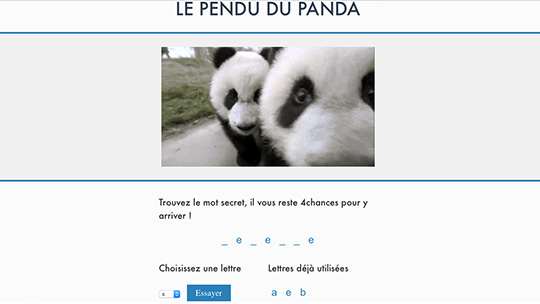 LE PENDU DU PANDA
Trouvez le mot secret, il vous reste 4chances pour y
arriver !
_ e _ e _ _ e
Choisissez une lettre
Lettres déjà utilisées
c Essayer
a e b